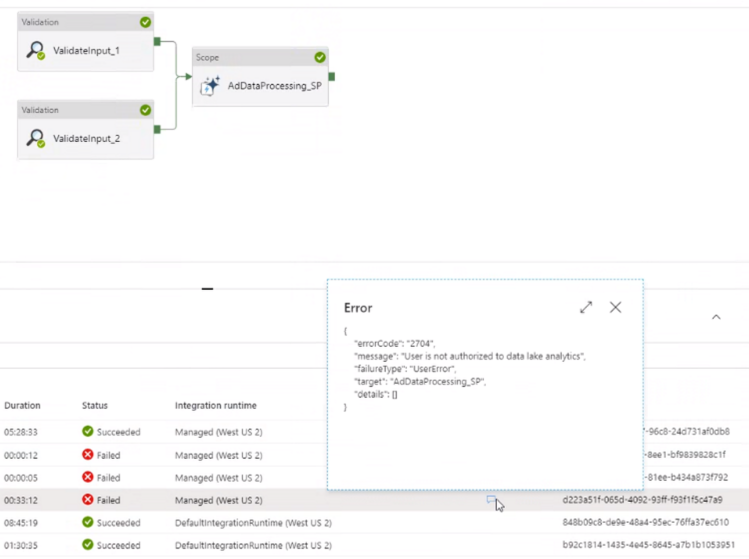 Validation
ValidateInput_1
Scope
AdDataProcessing_SP
Validation
ValidateInput_2
Error
{
"errorCode": "2704",
"message": "User is not authorized to data lake analytics",
"failureType": "UserError",
"target": "AdDataProcessing_SP",
"details": []
}
Duration Status Integration runtime
05:28:33 Succeeded Managed (West US 2) -96c8-24d731af0db8
00:00:12 Failed Managed (West US 2) -8ee1-bf9839828c1f
00:00:05 Failed Managed (West US 2) -81ee-b434a873f792
00:33:12 Failed Managed (West US 2) d223a51f-065d-4092-93ff-f93f1f5c47a9
08:45:19 Succeeded DefaultIntegrationRuntime (West US 2) 848b09c8-de9e-48a4-95ec-76ffa37ec610
01:30:35 Succeeded DefaultIntegrationRuntime (West US 2) b92c1814-1435-4e45-8645-a7b1b1053951